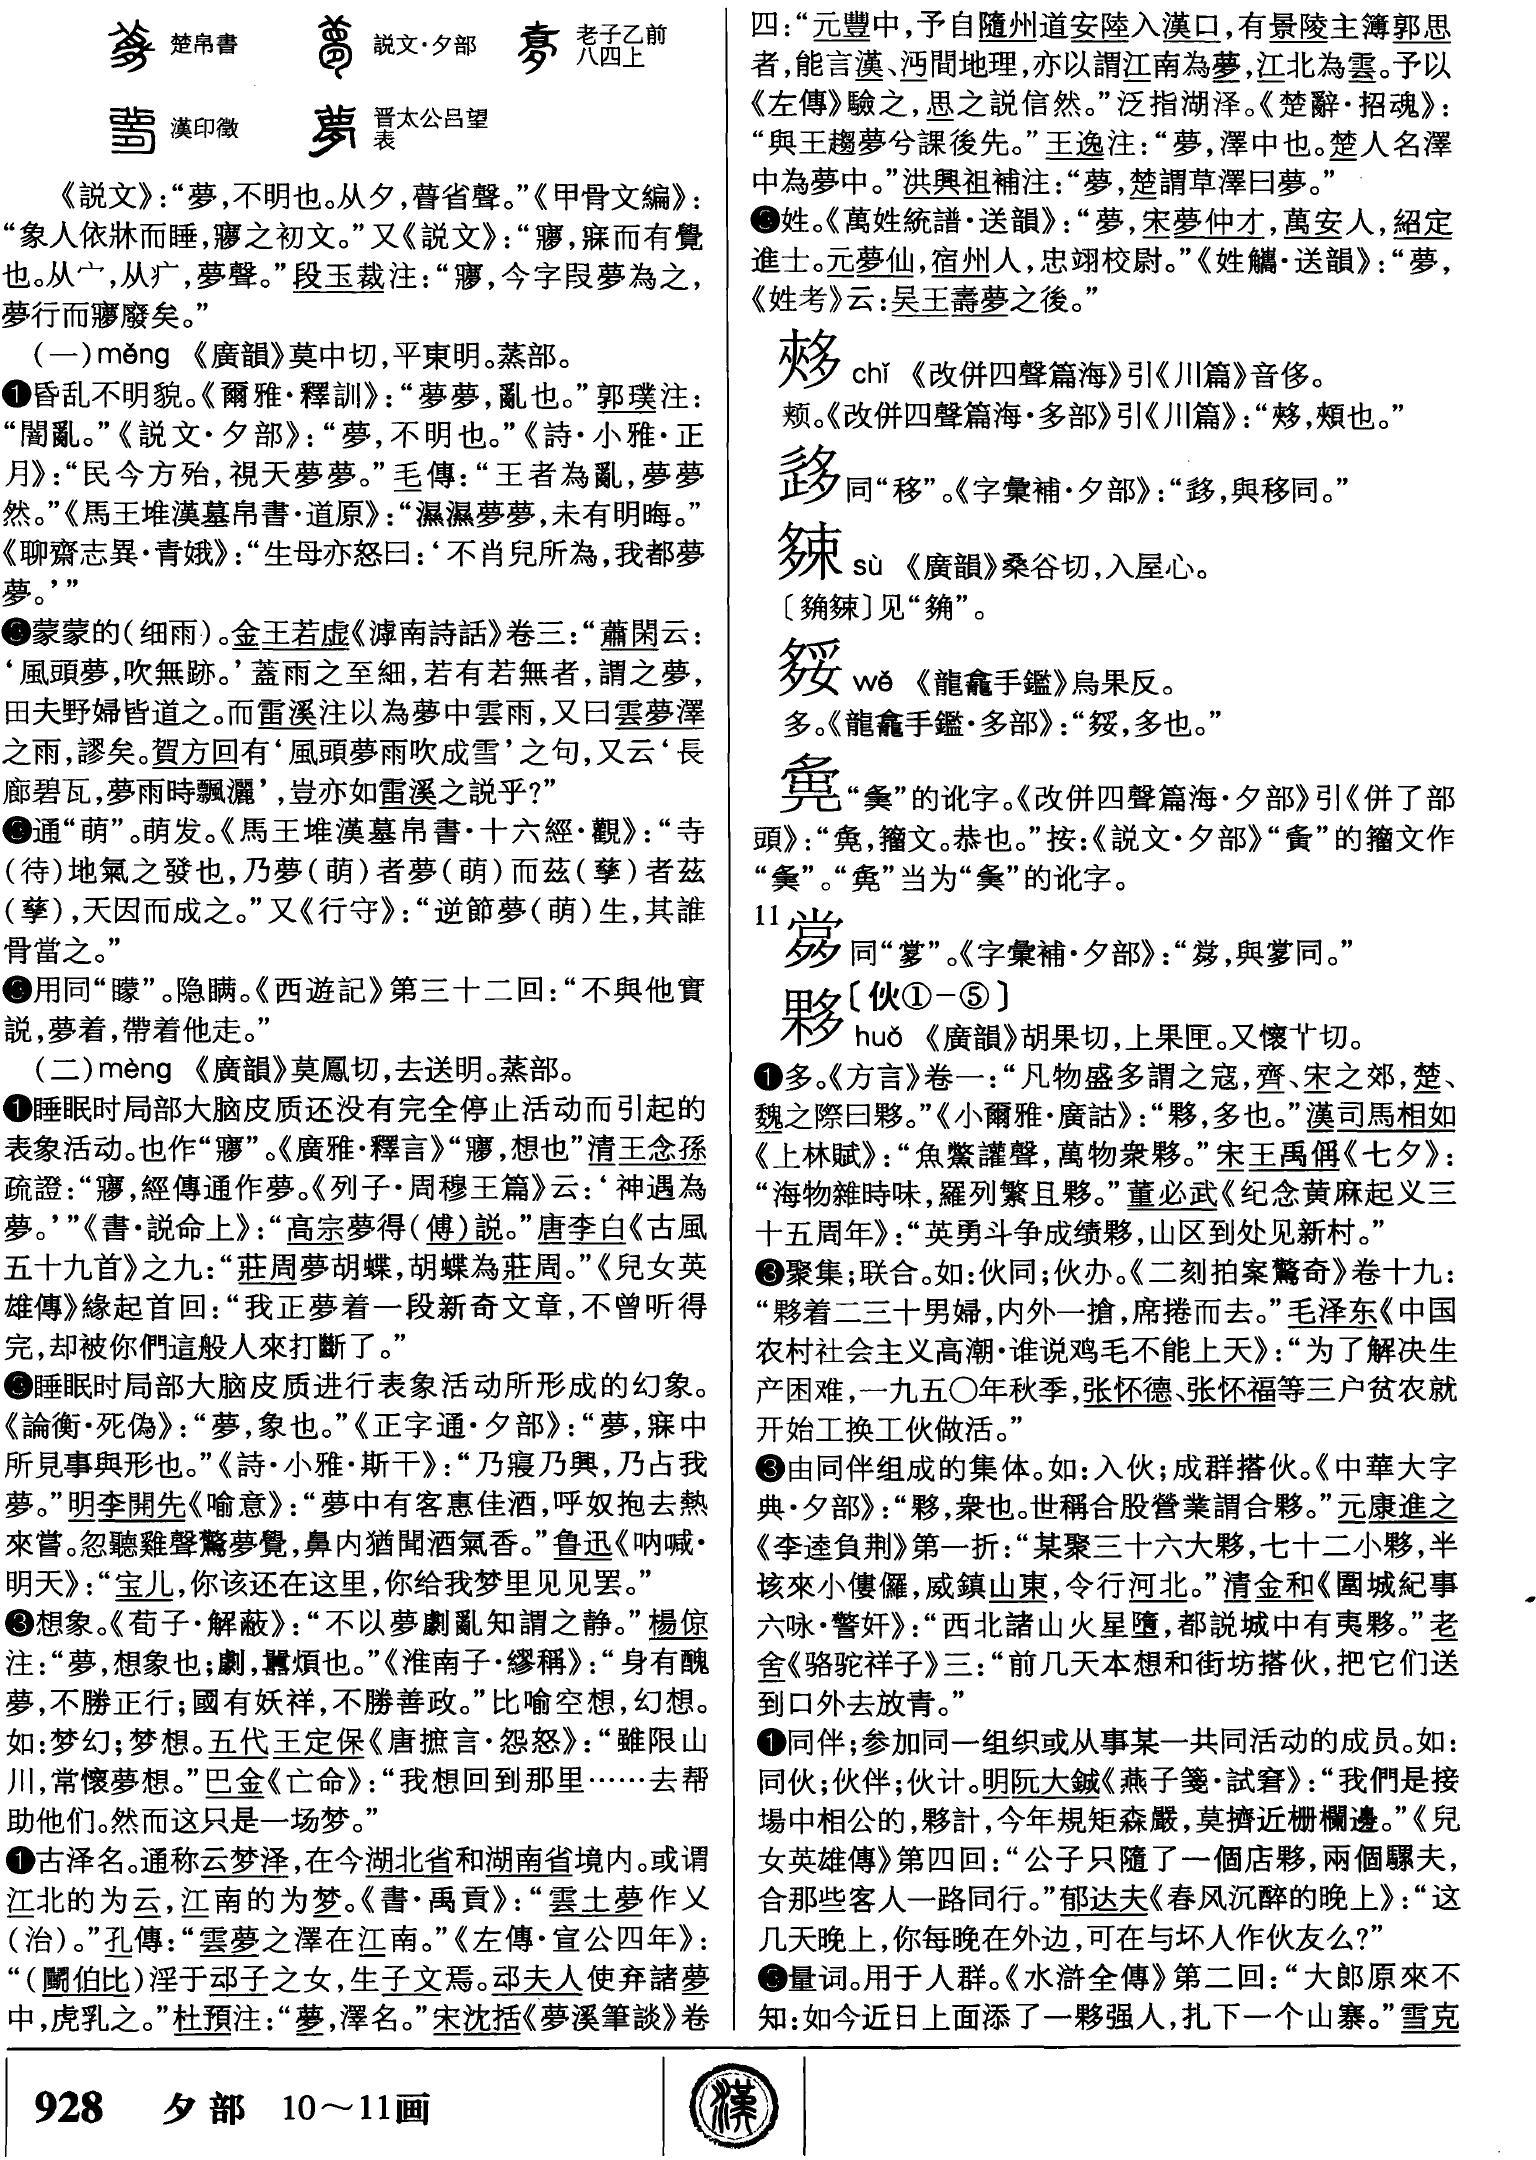 楚帛書 説文·夕部 老子乙前八四上
漢印徵 晋太公吕望表
《説文》：“夢，不明也。从夕，瞢省聲。”《甲骨文編》：
“象人依牀而睡，㝱之初文。”又《説文》：“㝱，寐而有覺
也。从宀，从疒，夢聲。”段玉裁注：“㝱，今字叚夢為之，
夢行而㝱廢矣。”
（一）měng 《廣韻》莫中切，平東明。蒸部。
❶昏乱不明貌。《爾雅·釋訓》：“夢夢，亂也。”郭璞注：
“闇亂。”《説文·夕部》：“夢，不明也。”《詩·小雅·正
月》：“民今方殆，視天夢夢。”毛傳：“王者為亂，夢夢
然。”《馬王堆漢墓帛書·道原》：“濕濕夢夢，未有明晦。”
《聊齋志異·青娥》：“生母亦怒曰：‘不肖兒所為，我都夢
夢。’”
蒙蒙的（细雨）。金王若虚《滹南詩話》卷三：“蕭閑云：
‘風頭夢，吹無跡。’蓋雨之至細，若有若無者，謂之夢，
田夫野婦皆道之。而雷溪注以為夢中雲雨，又曰雲夢澤
之雨，謬矣。賀方回有‘風頭夢雨吹成雪’之句，又云‘長
廊碧瓦，夢雨時飄灑’，豈亦如雷溪之説乎？”
通“萌”。萌发。《馬王堆漢墓帛書·十六經·觀》：“寺
（待）地氣之發也，乃夢（萌）者夢（萌）而茲（孳）者茲
（孳），天因而成之。”又《行守》：“逆節夢（萌）生，其誰
骨當之。”
用同“矇”。隐瞒。《西遊記》第三十二回：“不與他實
説，夢着，帶着他走。”
（二）mèng 《廣韻》莫鳳切，去送明。蒸部。
❶睡眠时局部大脑皮质还没有完全停止活动而引起的
表象活动。也作“㝱”。《廣雅·釋言》“㝱，想也”清王念孫
疏證：“㝱，經傳通作夢。《列子·周穆王篇》云：‘神遇為
夢。’”《書·説命上》：“高宗夢得（傅）説。”唐李白《古風
五十九首》之九：“莊周夢胡蝶，胡蝶為莊周。”《兒女英
雄傳》緣起首回：“我正夢着一段新奇文章，不曾听得
完，却被你們這般人來打斷了。”
睡眠时局部大脑皮质进行表象活动所形成的幻象。
《論衡·死偽》：“夢，象也。”《正字通·夕部》：“夢，寐中
所見事與形也。”《詩·小雅·斯干》：“乃寢乃興，乃占我
夢。”明李開先《喻意》：“夢中有客惠佳酒，呼奴抱去熱
來嘗。忽聽雞聲驚夢覺，鼻内猶聞酒氣香。”鲁迅《呐喊·
明天》：“宝儿，你该还在这里，你给我梦里见见罢。”
❸想象。《荀子·解蔽》：“不以夢劇亂知謂之静。”楊倞
注：“夢，想象也；劇，囂煩也。”《淮南子·繆稱》：“身有醜
夢，不勝正行；國有妖祥，不勝善政。”比喻空想，幻想。
如：梦幻；梦想。五代王定保《唐摭言·怨怒》：“雖限山
川，常懷夢想。”巴金《亡命》：“我想回到那里……去帮
助他们。然而这只是一场梦。”
❶古泽名。通称云梦泽，在今湖北省和湖南省境内。或谓
江北的为云，江南的为梦。《書·禹貢》：“雲土夢作乂
（治）。”孔傳：“雲夢之澤在江南。”《左傳·宣公四年》：
“（鬭伯比）淫于䢵子之女，生子文焉。䢵夫人使弃諸夢
中，虎乳之。”杜預注：“夢，澤名。”宋沈括《夢溪筆談》卷
四：“元豐中，予自隨州道安陸入漢口，有景陵主簿郭思
者，能言漢、沔間地理，亦以謂江南為夢，江北為雲。予以
《左傳》驗之，思之説信然。”泛指湖泽。《楚辭·招魂》：
“與王趨夢兮課後先。”王逸注：“夢，澤中也。楚人名澤
中為夢中。”洪興祖補注：“夢，楚謂草澤曰夢。”
姓。《萬姓統譜·送韻》：“夢，宋夢仲才，萬安人，紹定
進士。元夢仙，宿州人，忠翊校尉。”《姓觿·送韻》：“夢，
《姓考》云：吴王壽夢之後。”
chǐ 《改併四聲篇海》引《川篇》音侈。
颊。《改併四聲篇海·多部》引《川篇》：“，頰也。”
同“移”。《字彙補·夕部》：“，與移同。”
sù 《廣韻》桑谷切，入屋心。
见“”。
wě 《龍龕手鑑》烏果反。
多。《龍龕手鑑·多部》：“，多也。”
“”的讹字。《改併四聲篇海·夕部》引《併了部
頭》：“，籀文。恭也。”按：《説文·夕部》“夤”的籀文作
“”。“”当为“”的讹字。
11
同“”。《字彙補·夕部》：“，與同。”
夥〔伙①－⑤〕
huǒ 《廣韻》胡果切，上果匣。又懷𦫳切。
❶多。《方言》卷一：“凡物盛多謂之寇，齊、宋之郊，楚、
魏之際曰夥。”《小爾雅·廣詁》：“夥，多也。”漢司馬相如
《上林賦》：“魚鱉讙聲，萬物衆夥。”宋王禹偁《七夕》：
“海物雜時味，羅列繁且夥。”董必武《纪念黄麻起义三
十五周年》：“英勇斗争成绩夥，山区到处见新村。”
❸聚集；联合。如：伙同；伙办。《二刻拍案驚奇》卷十九：
“夥着二三十男婦，内外一搶，席捲而去。”毛泽东《中国
农村社会主义高潮·谁说鸡毛不能上天》：“为了解决生
产困难，一九五〇年秋季，张怀德、张怀福等三户贫农就
开始工换工伙做活。”
❸由同伴组成的集体。如：入伙；成群搭伙。《中華大字
典·夕部》：“夥，衆也。世稱合股營業謂合夥。”元康進之
《李逵負荆》第一折：“某聚三十六大夥，七十二小夥，半
垓來小僂儸，威鎮山東，令行河北。”清金和《圍城紀事
六咏·警奸》：“西北諸山火星墮，都説城中有夷夥。”老
舍《骆驼祥子》三：“前几天本想和街坊搭伙，把它们送
到口外去放青。”
❶同伴；参加同一组织或从事某一共同活动的成员。如：
同伙；伙伴；伙计。明阮大鋮《燕子箋·試窘》：“我們是接
場中相公的，夥計，今年規矩森嚴，莫擠近栅欄邊。”《兒
女英雄傳》第四回：“公子只隨了一個店夥，兩個騾夫，
合那些客人一路同行。”郁达夫《春风沉醉的晚上》：“这
几天晚上，你每晚在外边，可在与坏人作伙友么？”
量词。用于人群。《水滸全傳》第二回：“大郎原來不
知：如今近日上面添了一夥强人，扎下一个山寨。”雪克
928 夕部 10～11画
漢